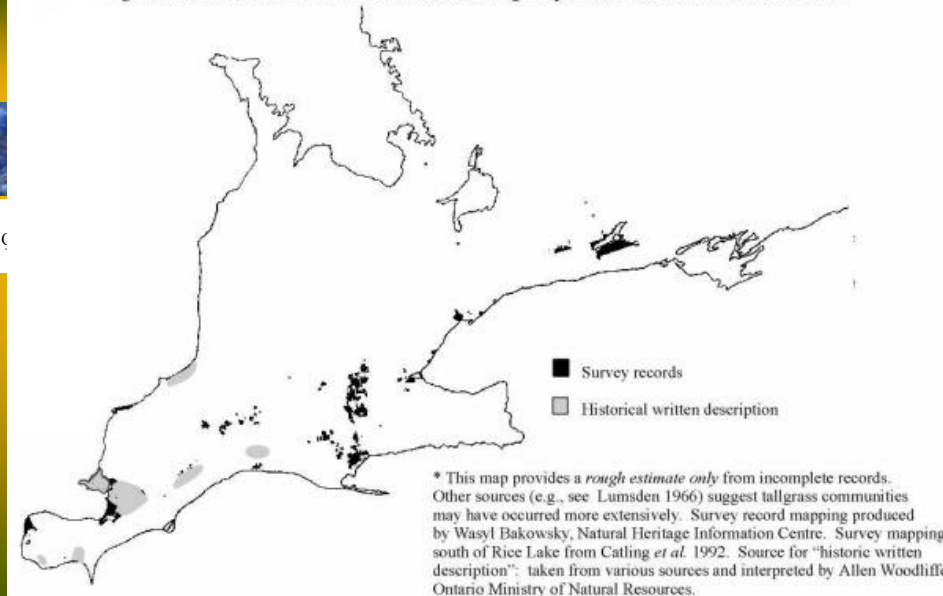 Survey records
Historical written description
* This map provides a rough estimate only from incomplete records.
Other sources (e.g., see Lumsden 1966) suggest tallgrass communities
may have occurred more extensively. Survey record mapping produced
by Wasyl Bakowsky, Natural Heritage Information Centre. Survey mapping
south of Rice Lake from Catling et al. 1992. Source for "historic written
description": taken from various sources and interpreted by Allen Woodliffe
Ontario Ministry of Natural Resources.